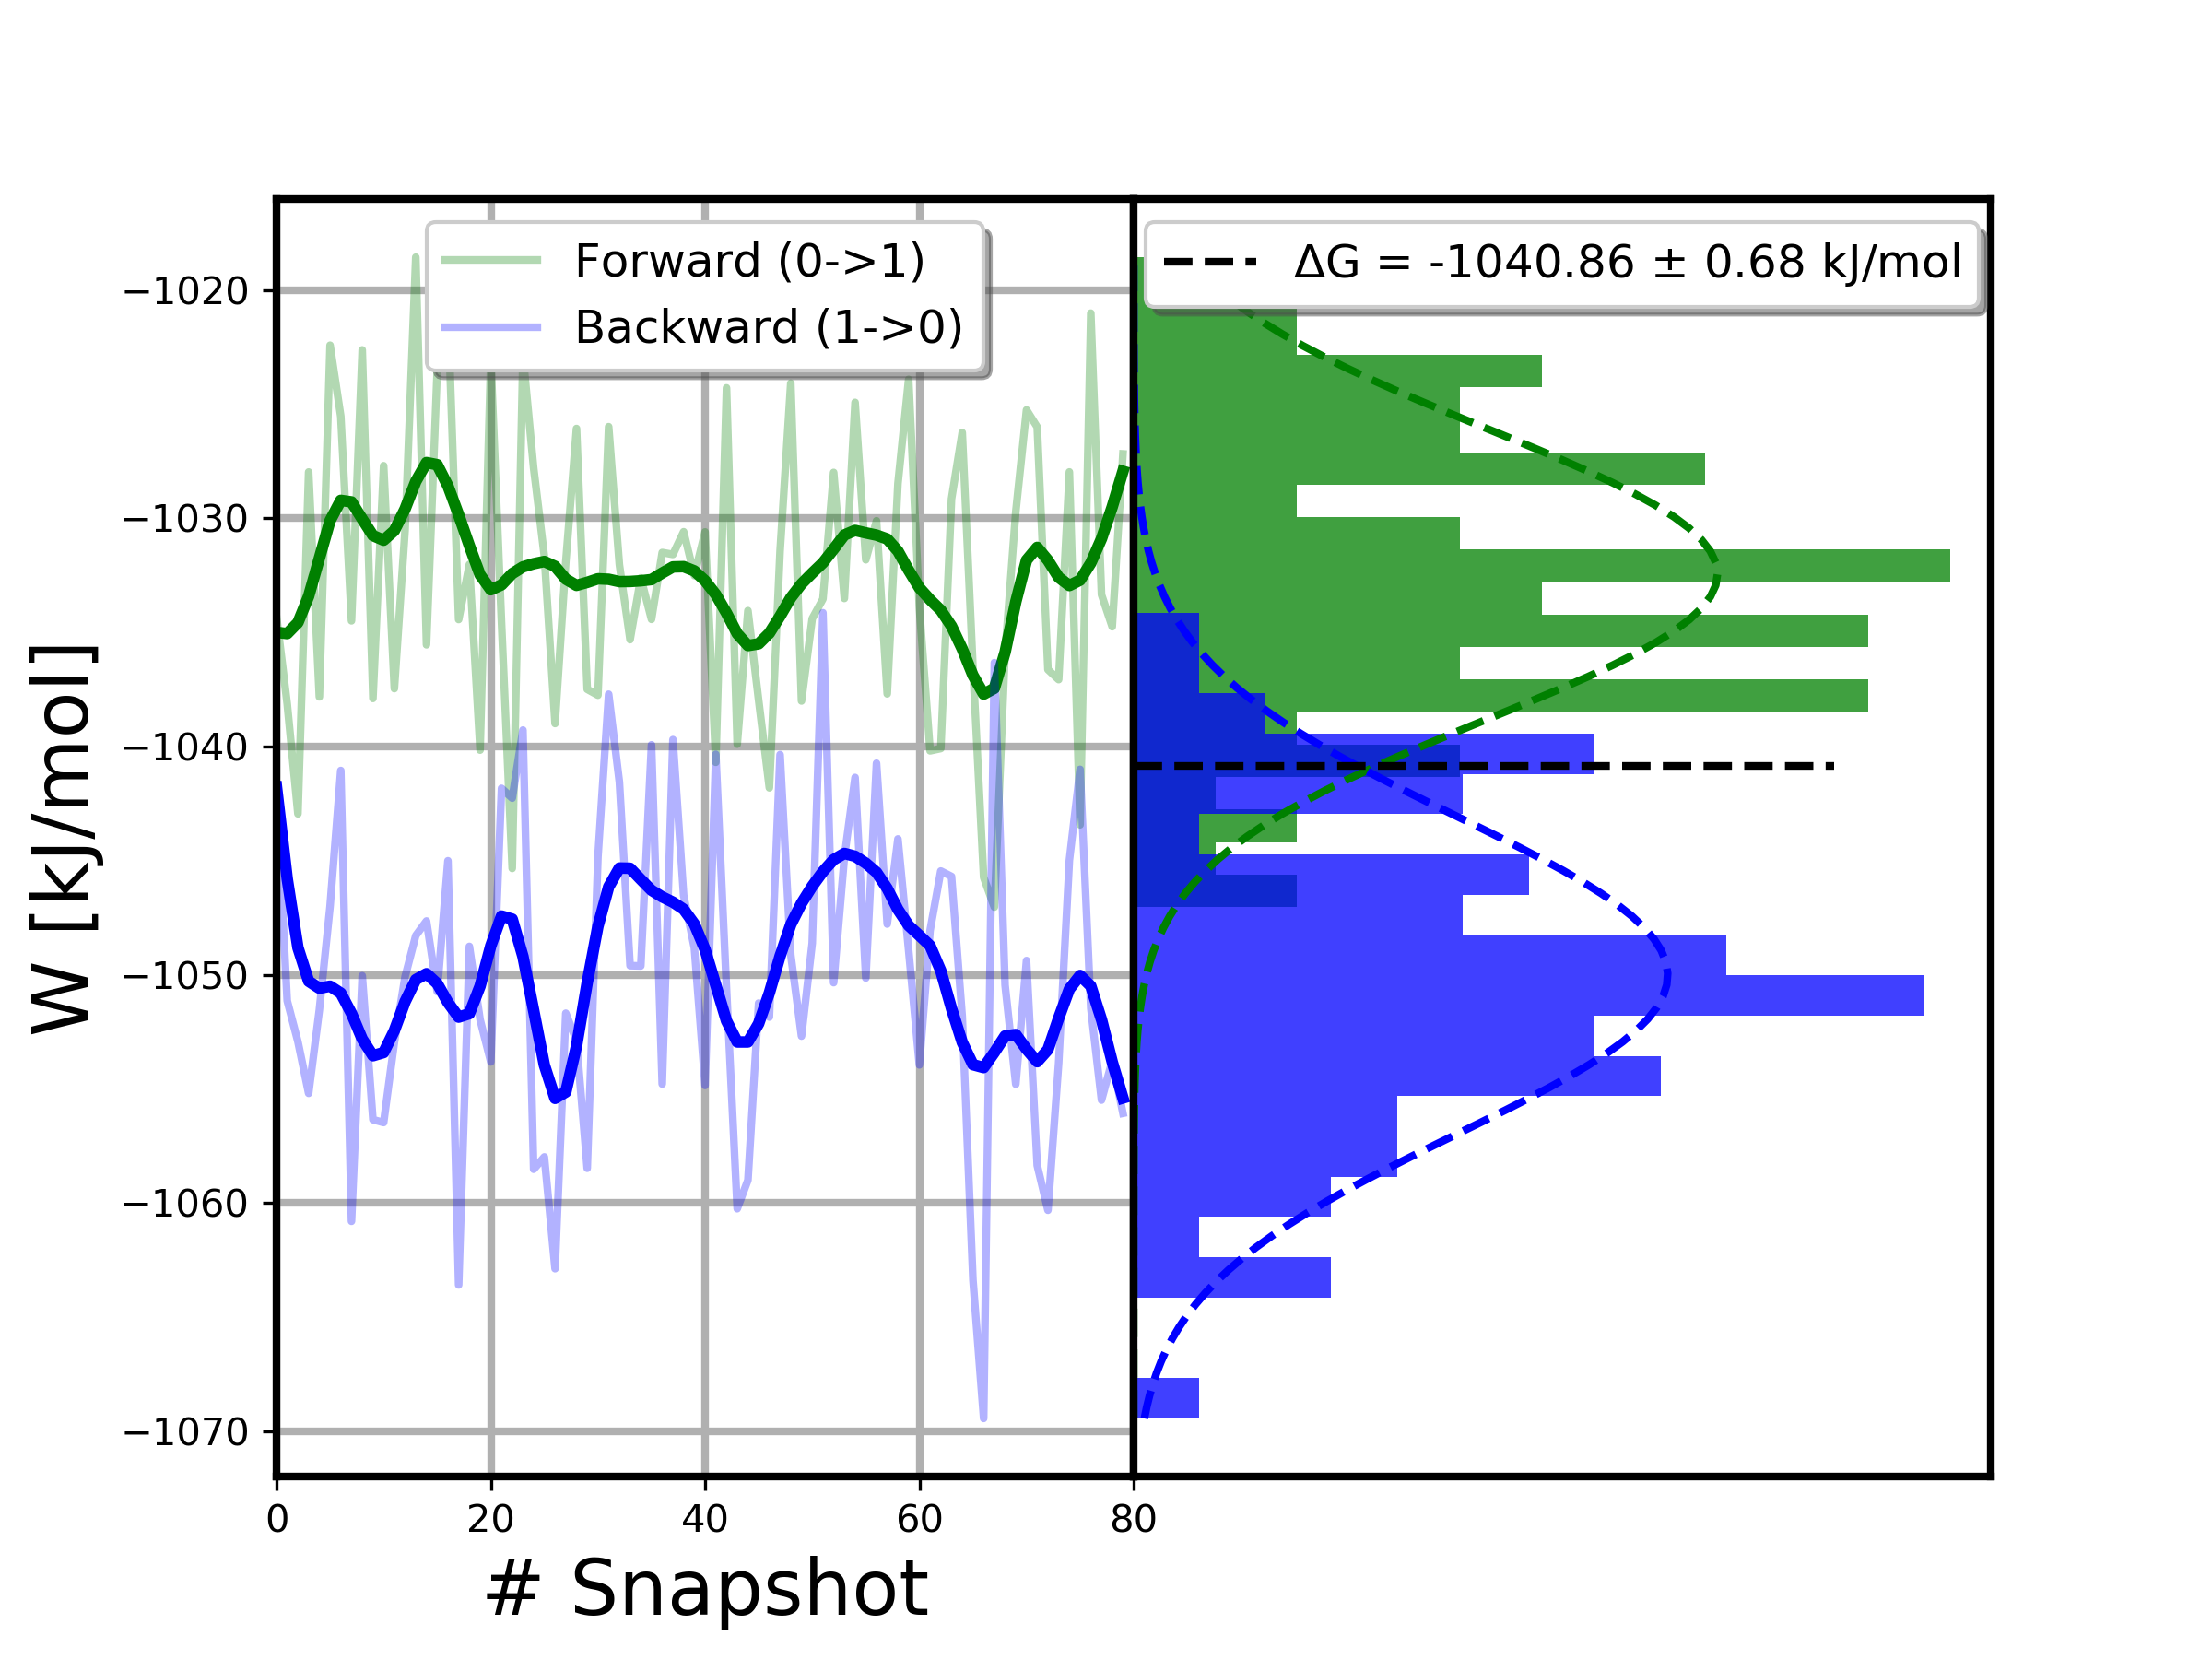 Forward (0->1)
Backward (1->0)
ΔG = -1040.86 ± 0.68 kJ/mol
W [kJ/mol]
−1020
−1030
−1040
−1050
−1060
−1070
0 20 40 60 80
# Snapshot